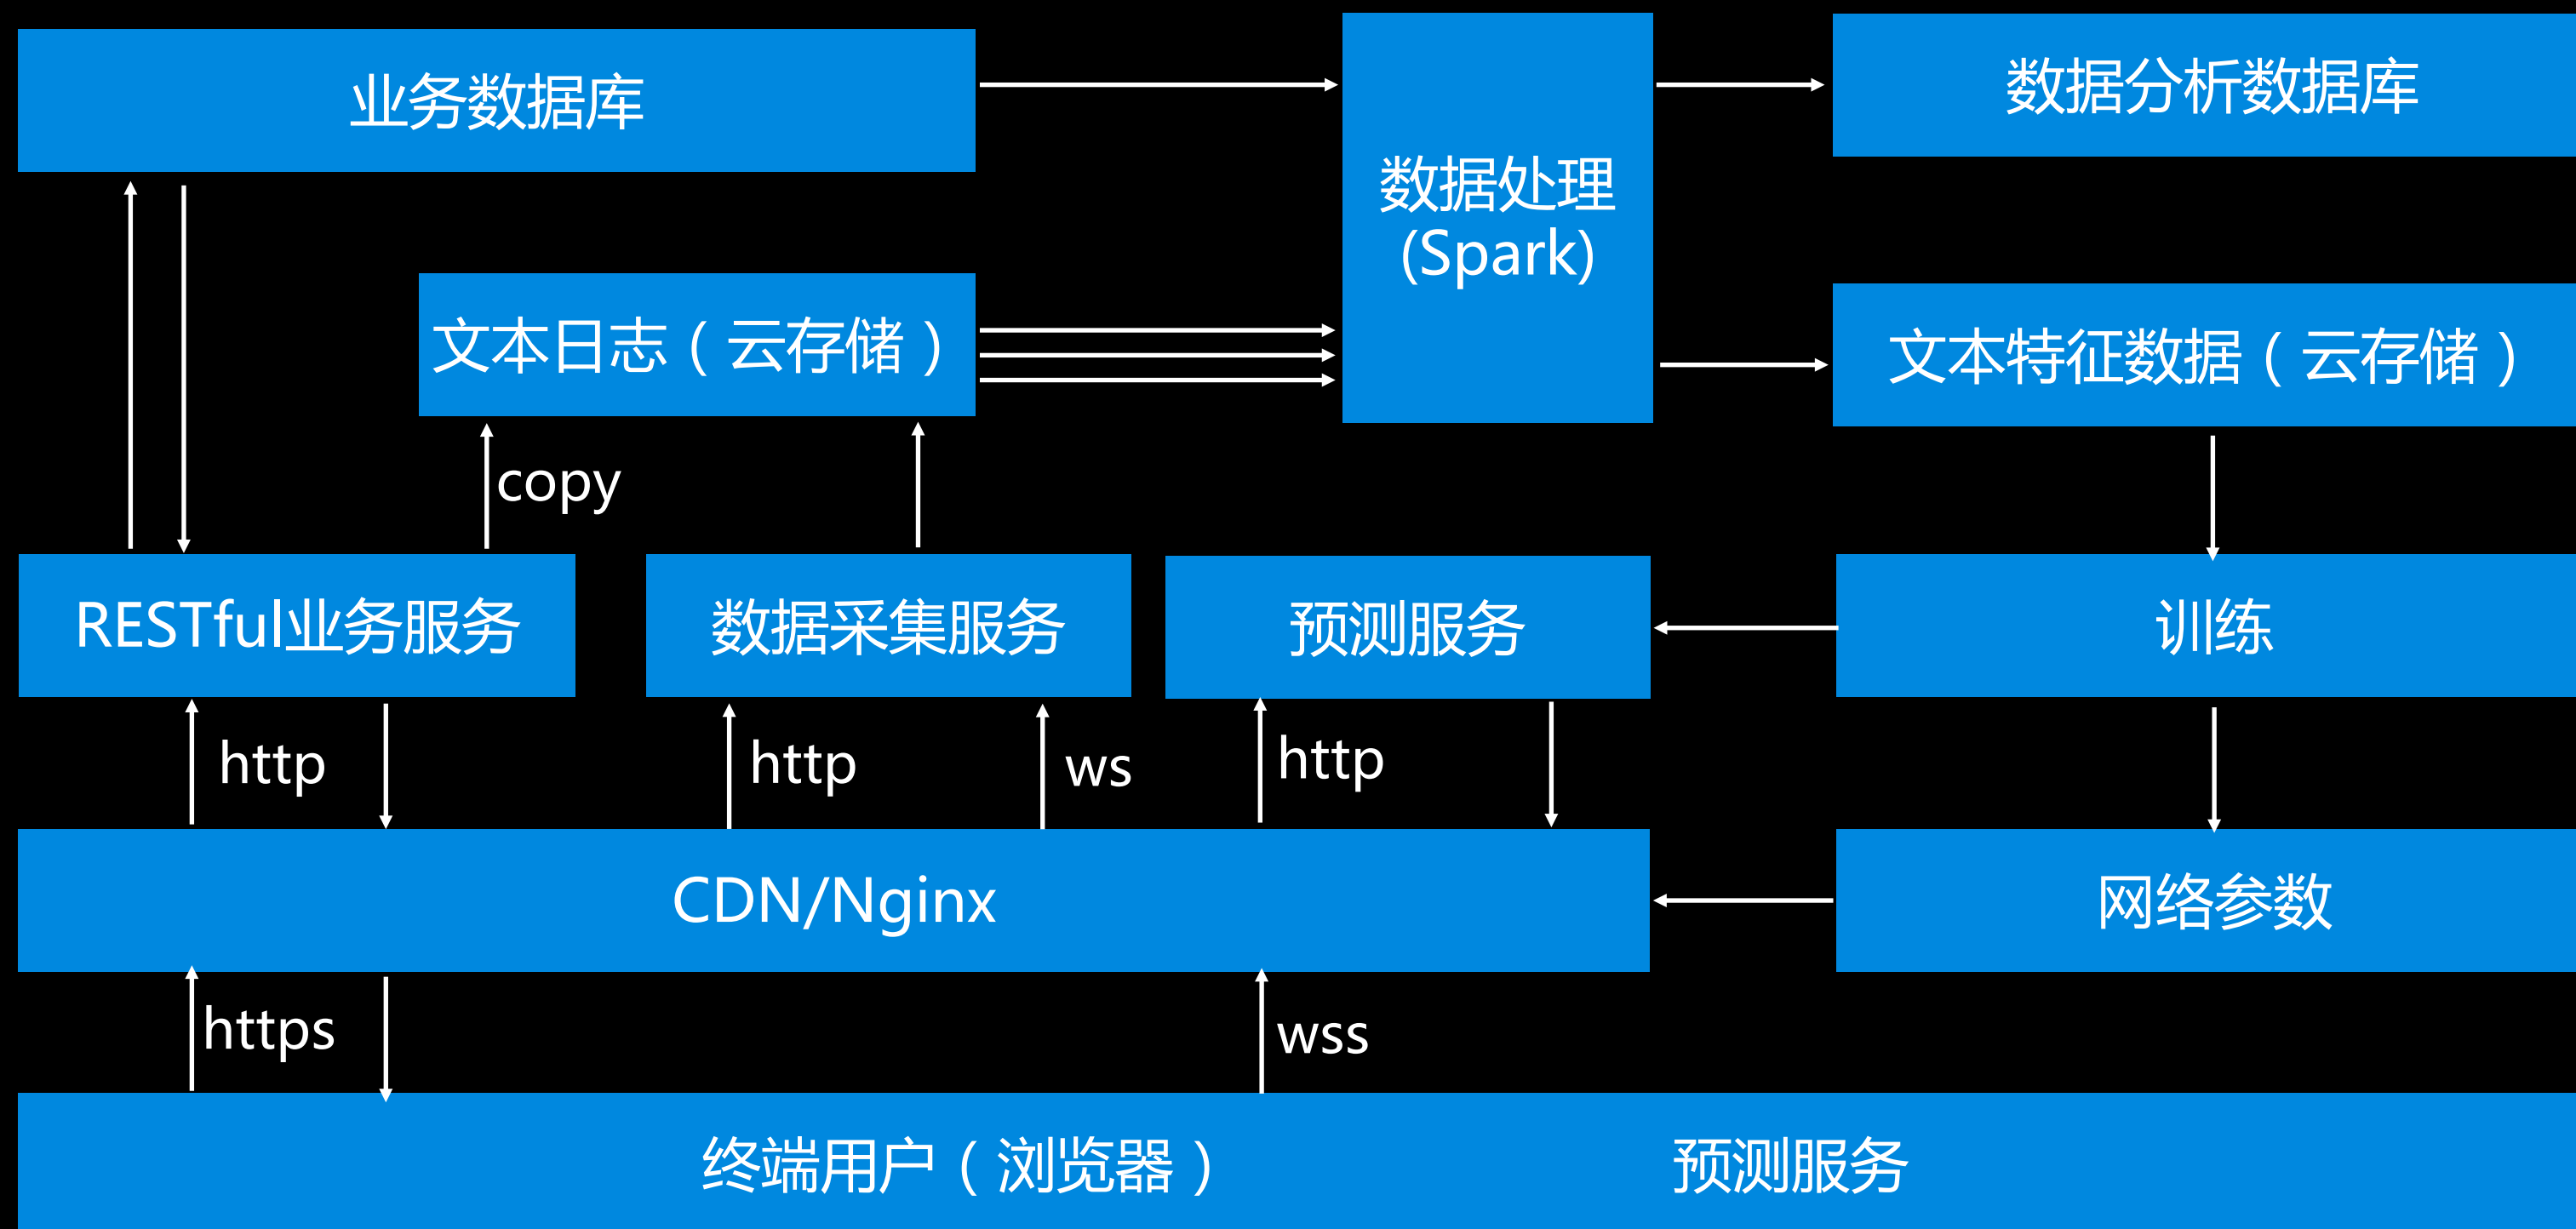 业务数据库
数据处理
(Spark)
数据分析数据库
文本日志（云存储）
文本特征数据（云存储）
copy
RESTful业务服务
数据采集服务
预测服务
训练
http
http
ws
http
CDN/Nginx
网络参数
https
wss
终端用户（浏览器）
预测服务